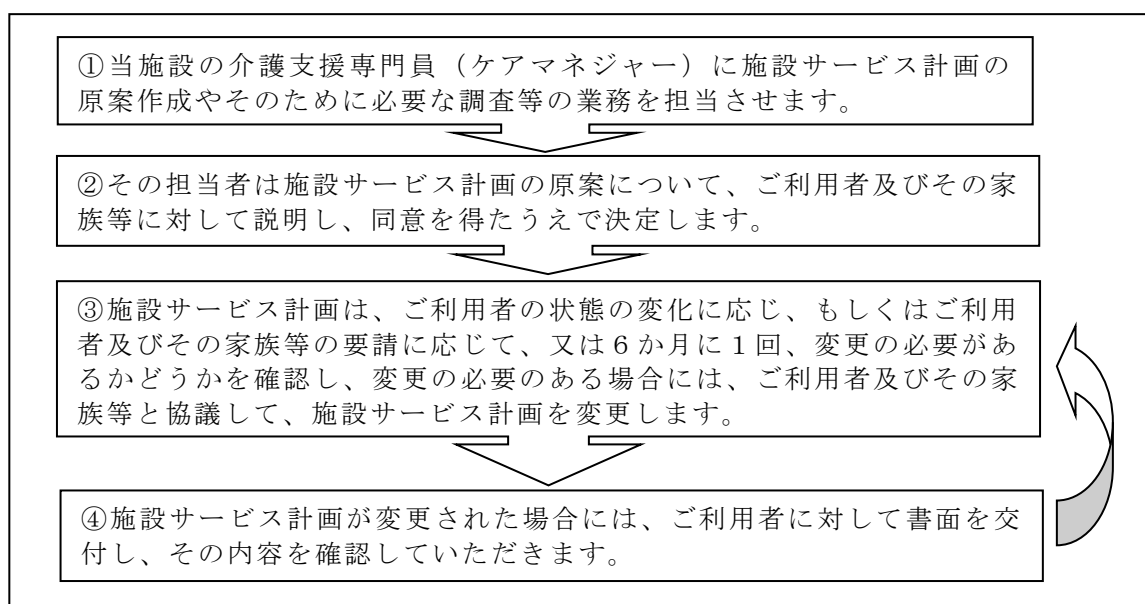 ①当施設の介護支援専門員（ケアマネジャー）に施設サービス計画の
原案作成やそのために必要な調査等の業務を担当させます。
②その担当者は施設サービス計画の原案について、ご利用者及びその家
族等に対して説明し、同意を得たうえで決定します。
③施設サービス計画は、ご利用者の状態の変化に応じ、もしくはご利用
者及びその家族等の要請に応じて、又は６か月に１回、変更の必要があ
るかどうかを確認し、変更の必要のある場合には、ご利用者及びその家
族等と協議して、施設サービス計画を変更します。
④施設サービス計画が変更された場合には、ご利用者に対して書面を交
付し、その内容を確認していただきます。